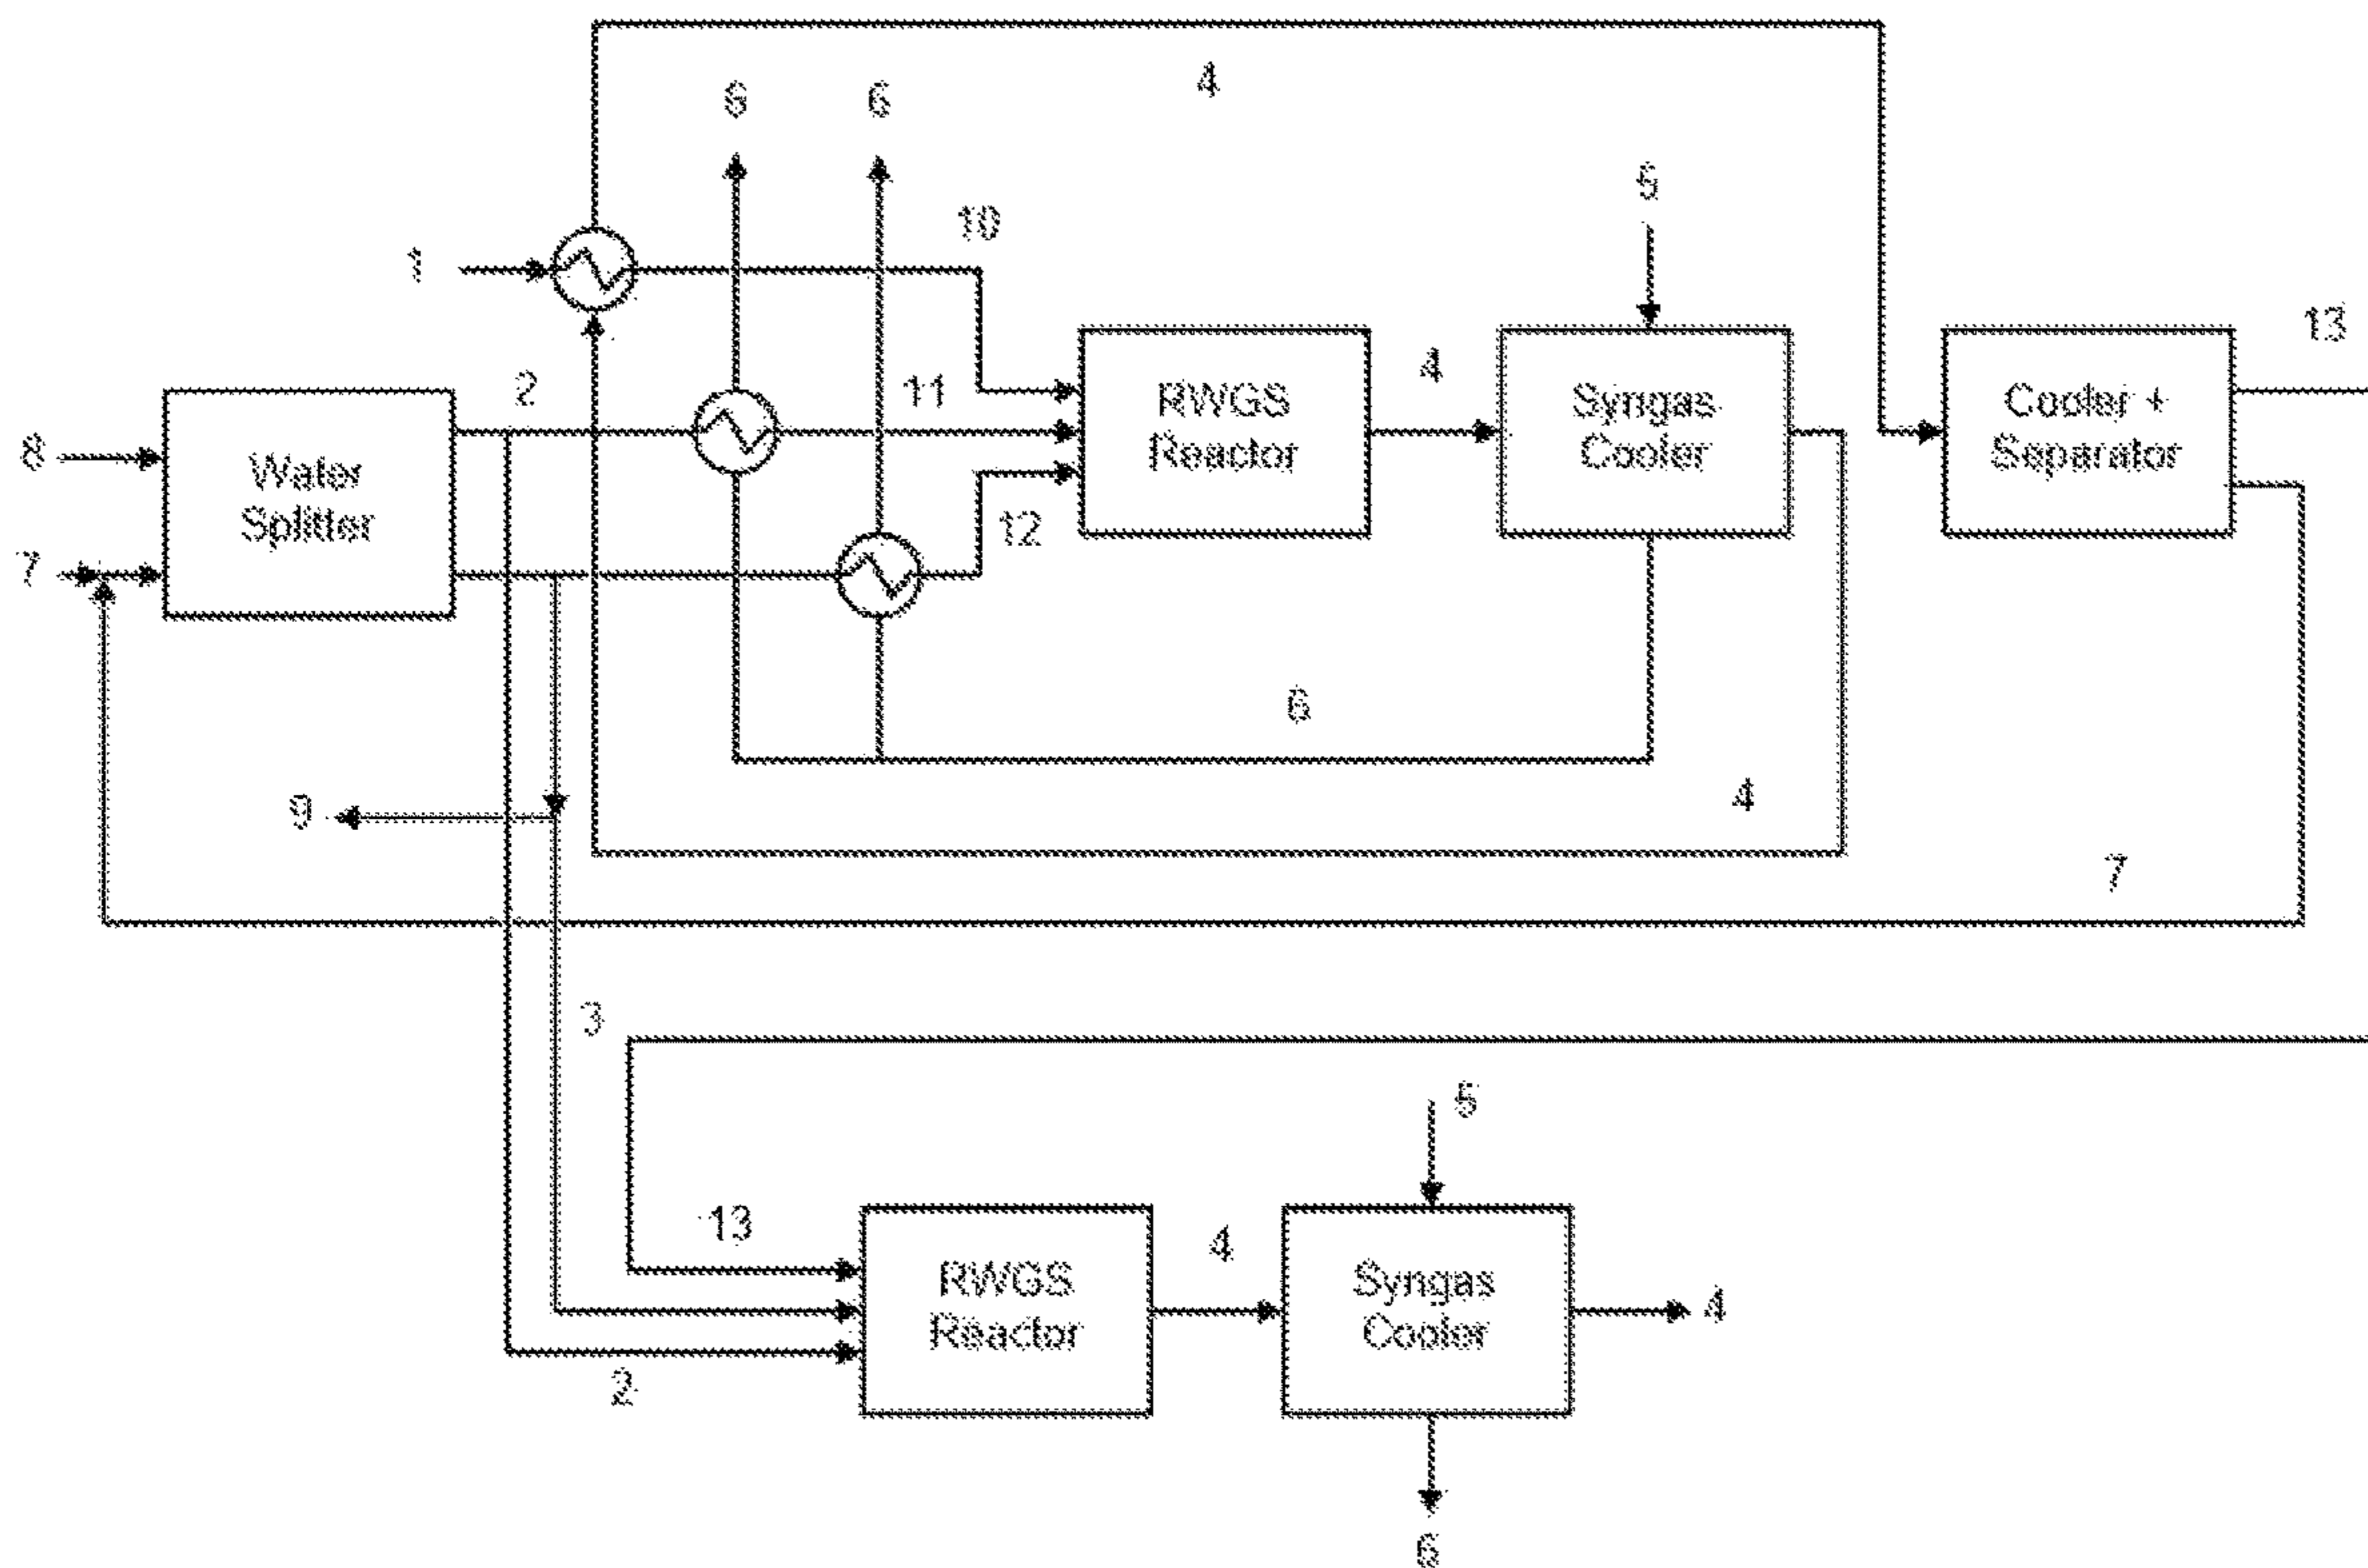 4
6
6
5
10
1
13
2
11
4
RWGS
Reactor
Syngas
Cooler
Cooler +
Separator
8
Water
Splitter
12
7
6
4
9
7
3
5
13
4
RWGS
Reactor
Syngas
Cooler
4
2
6